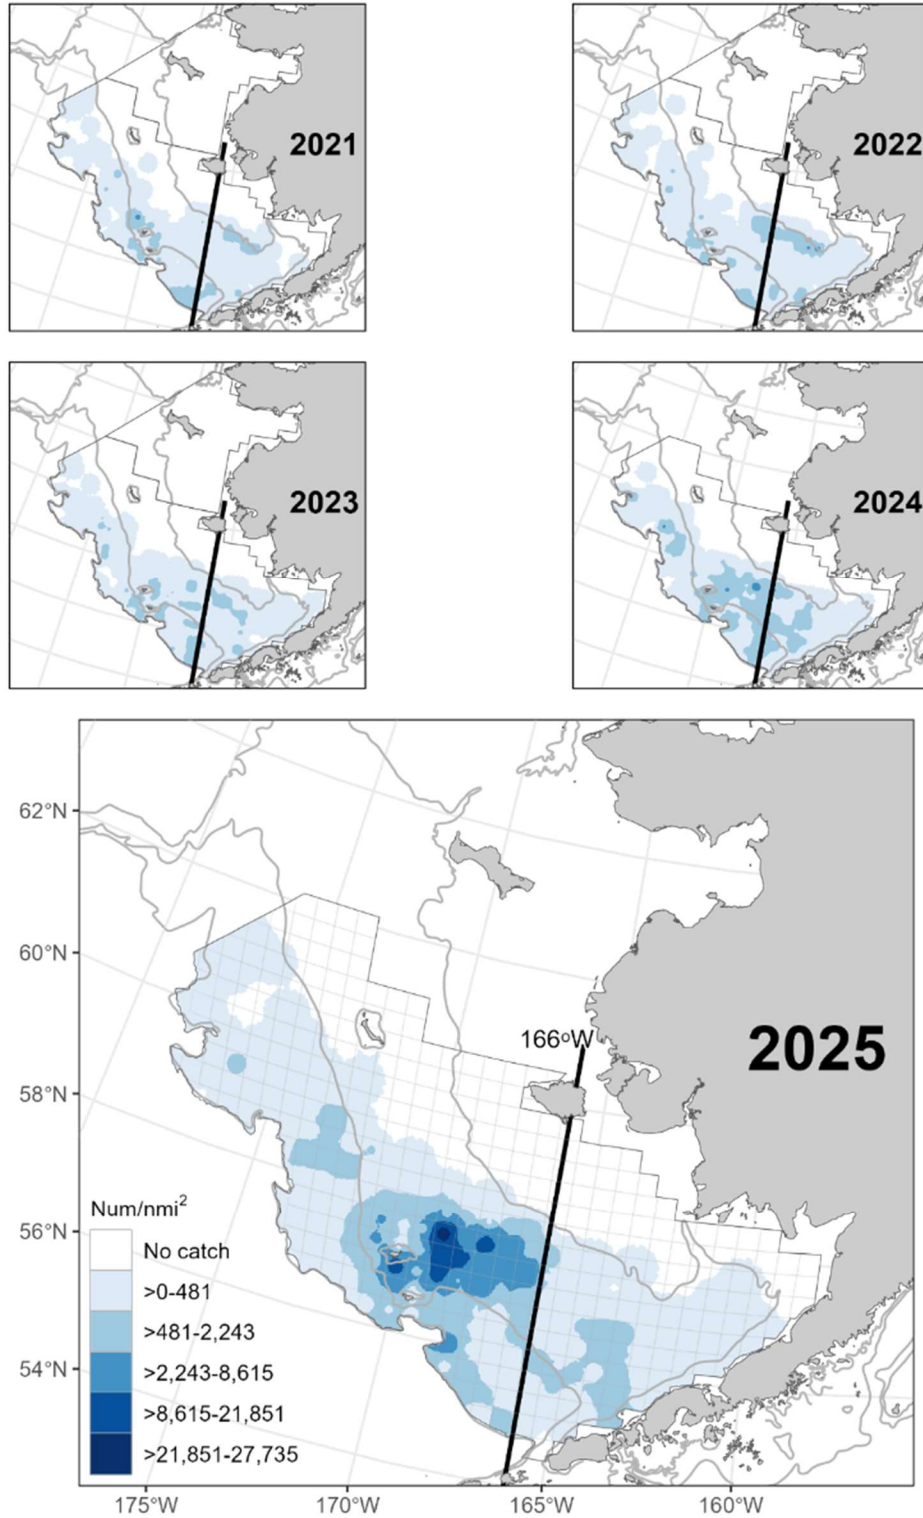 2021
2022
2023
2024
62°N
60°N
58°N
56°N
54°N
166°W
2025
Num/nmi²
No catch
>0-481
>481-2,243
>2,243-8,615
>8,615-21,851
>21,851-27,735
175°W
170°W
165°W
160°W